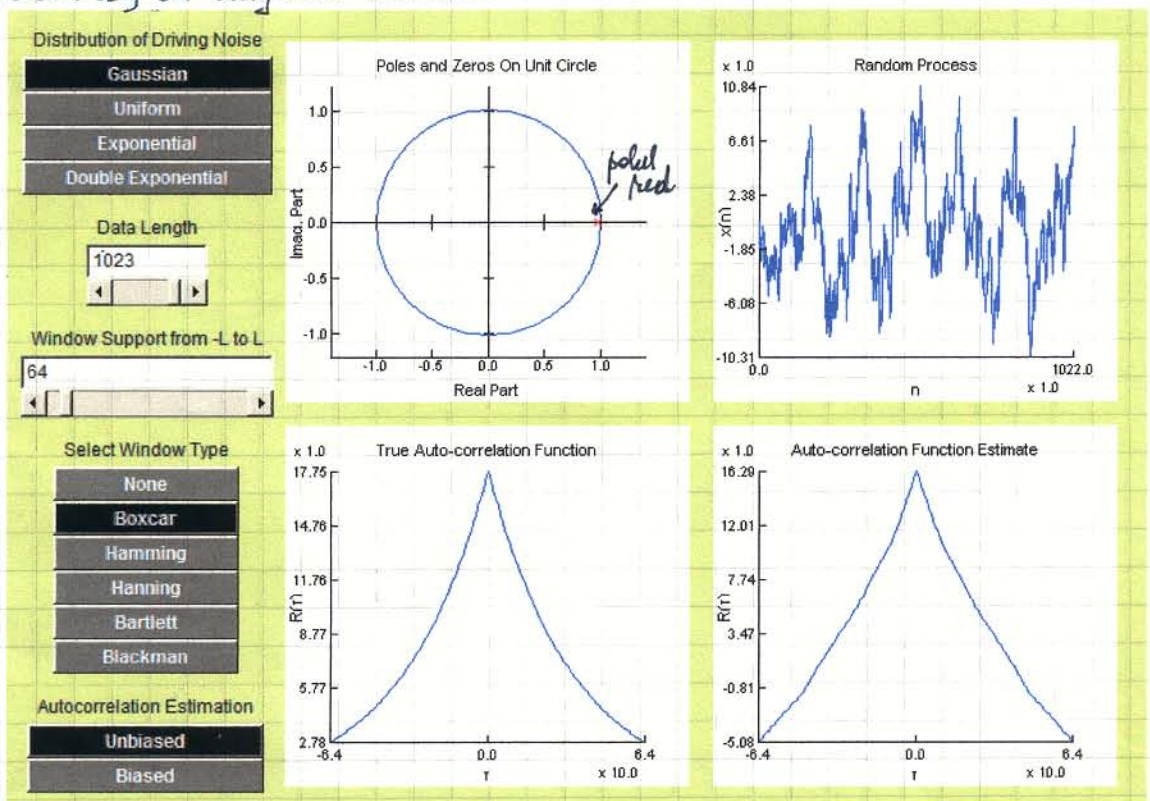 Distribution of Driving Noise
Gaussian
Uniform
Exponential
Double Exponential
Data Length
1023
Window Support from -L to L
64
Select Window Type
None
Boxcar
Hamming
Hanning
Bartlett
Blackman
Autocorrelation Estimation
Unbiased
Biased
Poles and Zeros On Unit Circle
1.0
0.5
0.0
-0.5
-1.0
Imag. Part
-1.0 -0.5 0.0 0.5 1.0
Real Part
polul
real
x 1.0 Random Process
10.84
6.61
2.38
-1.85
-6.08
-10.31
x(n)
0.0 1022.0
n x 1.0
x 1.0 True Auto-correlation Function
17.75
14.76
11.76
8.77
5.77
2.78
R(τ)
-6.4 0.0 6.4
τ x 10.0
x 1.0 Auto-correlation Function Estimate
16.29
12.01
7.74
3.47
-0.81
-5.08
R(τ)
-6.4 0.0 6.4
τ x 10.0